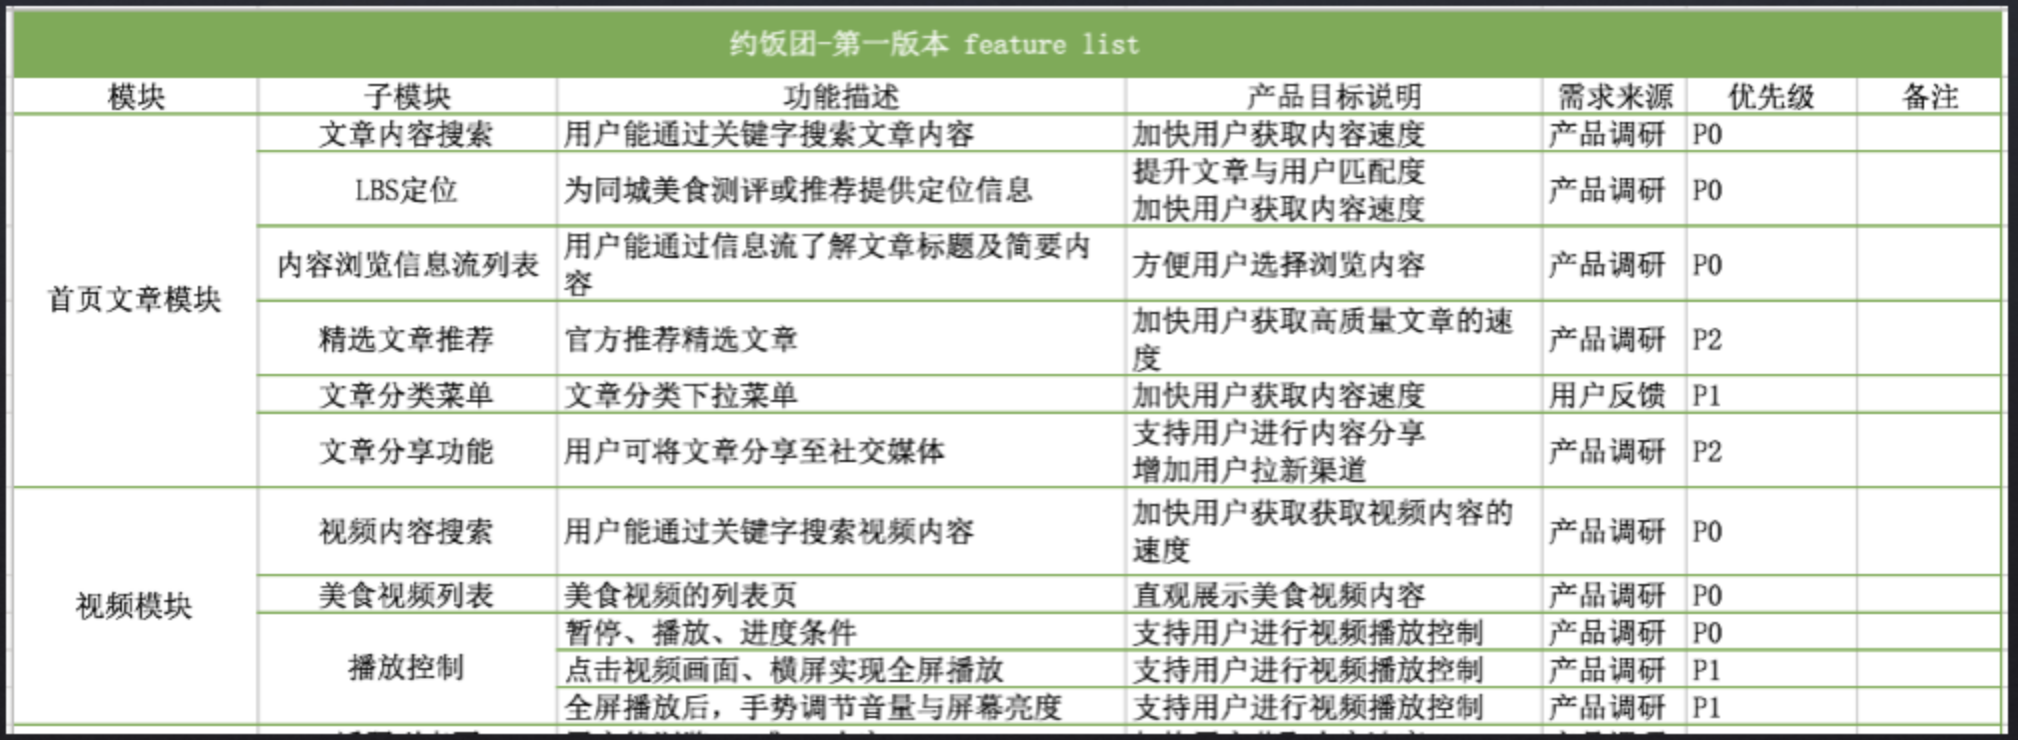 约饭团-第一版本 feature list
模块 子模块 功能描述 产品目标说明 需求来源 优先级 备注
首页文章模块
文章内容搜索 用户能通过关键字搜索文章内容 加快用户获取内容速度 产品调研 P0
LBS定位 为同城美食测评或推荐提供定位信息 提升文章与用户匹配度
加快用户获取内容速度 产品调研 P0
内容浏览信息流列表 用户能通过信息流了解文章标题及简要内
容 方便用户选择浏览内容 产品调研 P0
精选文章推荐 官方推荐精选文章 加快用户获取高质量文章的速
度 产品调研 P2
文章分类菜单 文章分类下拉菜单 加快用户获取内容速度 用户反馈 P1
文章分享功能 用户可将文章分享至社交媒体 支持用户进行内容分享
增加用户拉新渠道 产品调研 P2
视频模块
视频内容搜索 用户能通过关键字搜索视频内容 加快用户获取获取视频内容的
速度 产品调研 P0
美食视频列表 美食视频的列表页 直观展示美食视频内容 产品调研 P0
播放控制 暂停、播放、进度条件 支持用户进行视频播放控制 产品调研 P0
点击视频画面、横屏实现全屏播放 支持用户进行视频播放控制 产品调研 P1
全屏播放后，手势调节音量与屏幕亮度 支持用户进行视频播放控制 产品调研 P1